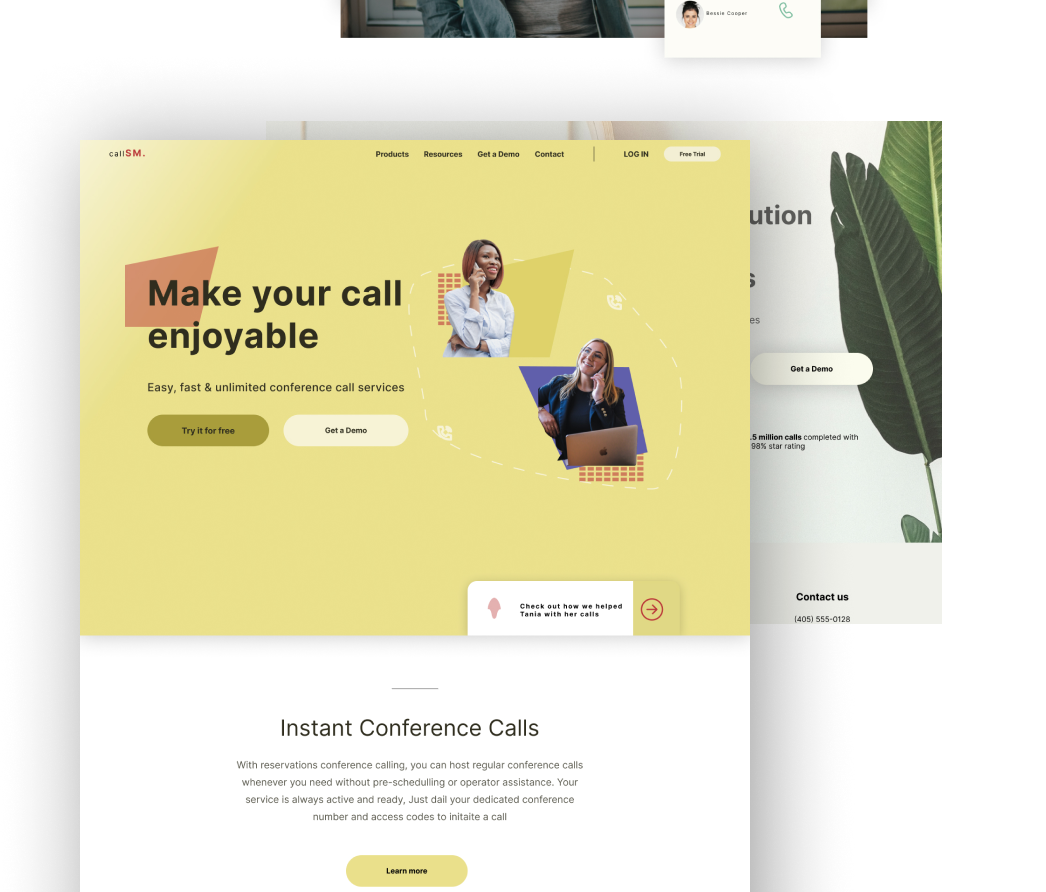 Bessie Cooper
callSM.
Products Resources Get a Demo Contact LOG IN Free Trial
Make your call
enjoyable
Easy, fast & unlimited conference call services
Try it for free Get a Demo
Check out how we helped
Tania with her calls
ution
s
es
Get a Demo
.5 million calls completed with
98% star rating
Contact us
(405) 555-0128
Instant Conference Calls
With reservations conference calling, you can host regular conference calls
whenever you need without pre-schedulling or operator assistance. Your
service is always active and ready, Just dail your dedicated conference
number and access codes to initaite a call
Learn more